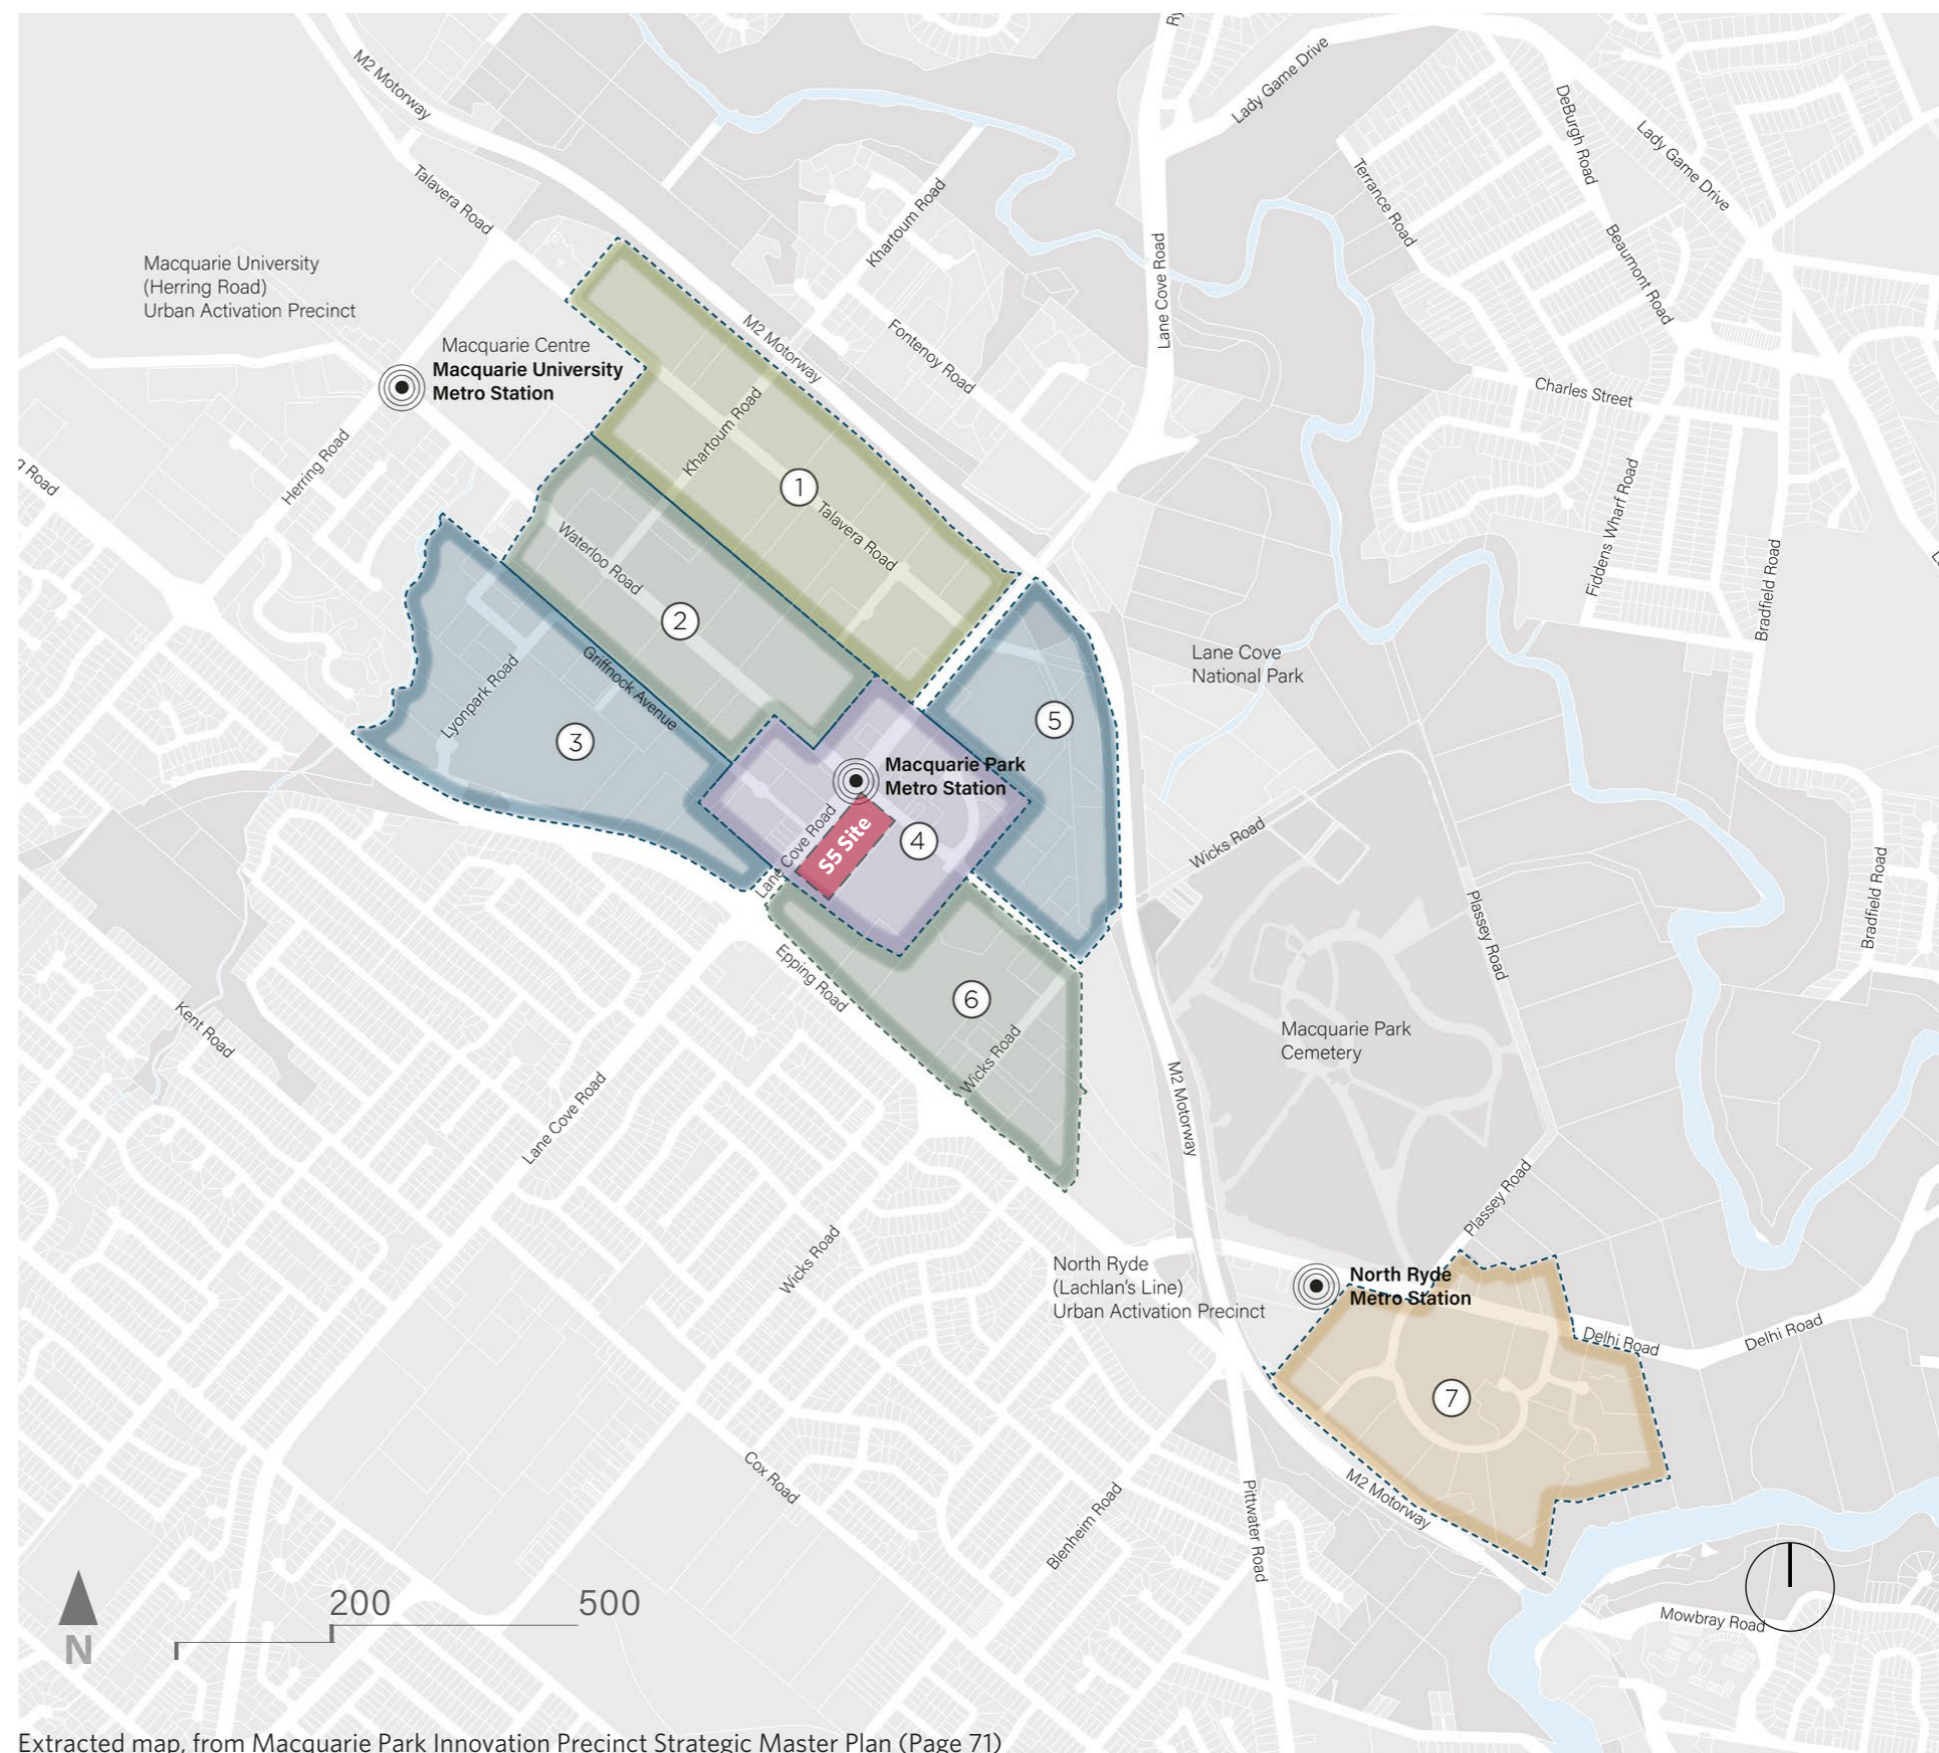 M2 Motorway
Talavera Road
Lady Game Drive
DeBurgh Road
Lady Game Drive
Terrance Road
Beaumont Road
Khartoum Road
Lane Cove Road
Macquarie University
(Herring Road)
Urban Activation Precinct
Macquarie Centre
Macquarie University
Metro Station
M2 Motorway
Fontenoy Road
Charles Street
Khartoum Road
Herring Road
g Road
1
Talavera Road
Fiddens Wharf Road
Bradfield Road
Waterloo Road
2
Lane Cove
National Park
Lyonpark Road
Griffnock Avenue
3
5
Macquarie Park
Metro Station
Lane Cove Road
S5 Site
4
Wicks Road
Plassey Road
Bradfield Road
Epping Road
6
Wicks Road
Macquarie Park
Cemetery
Kent Road
Lane Cove Road
M2 Motorway
Plassey Road
Wicks Road
North Ryde
(Lachlan's Line)
Urban Activation Precinct
North Ryde
Metro Station
Delhi Road
Delhi Road
7
Cox Road
M2 Motorway
Blenheim Road
Pittwater Road
Mowbray Road
200
500
N
Extracted map, from Macquarie Park Innovation Precinct Strategic Master Plan (Page 71)